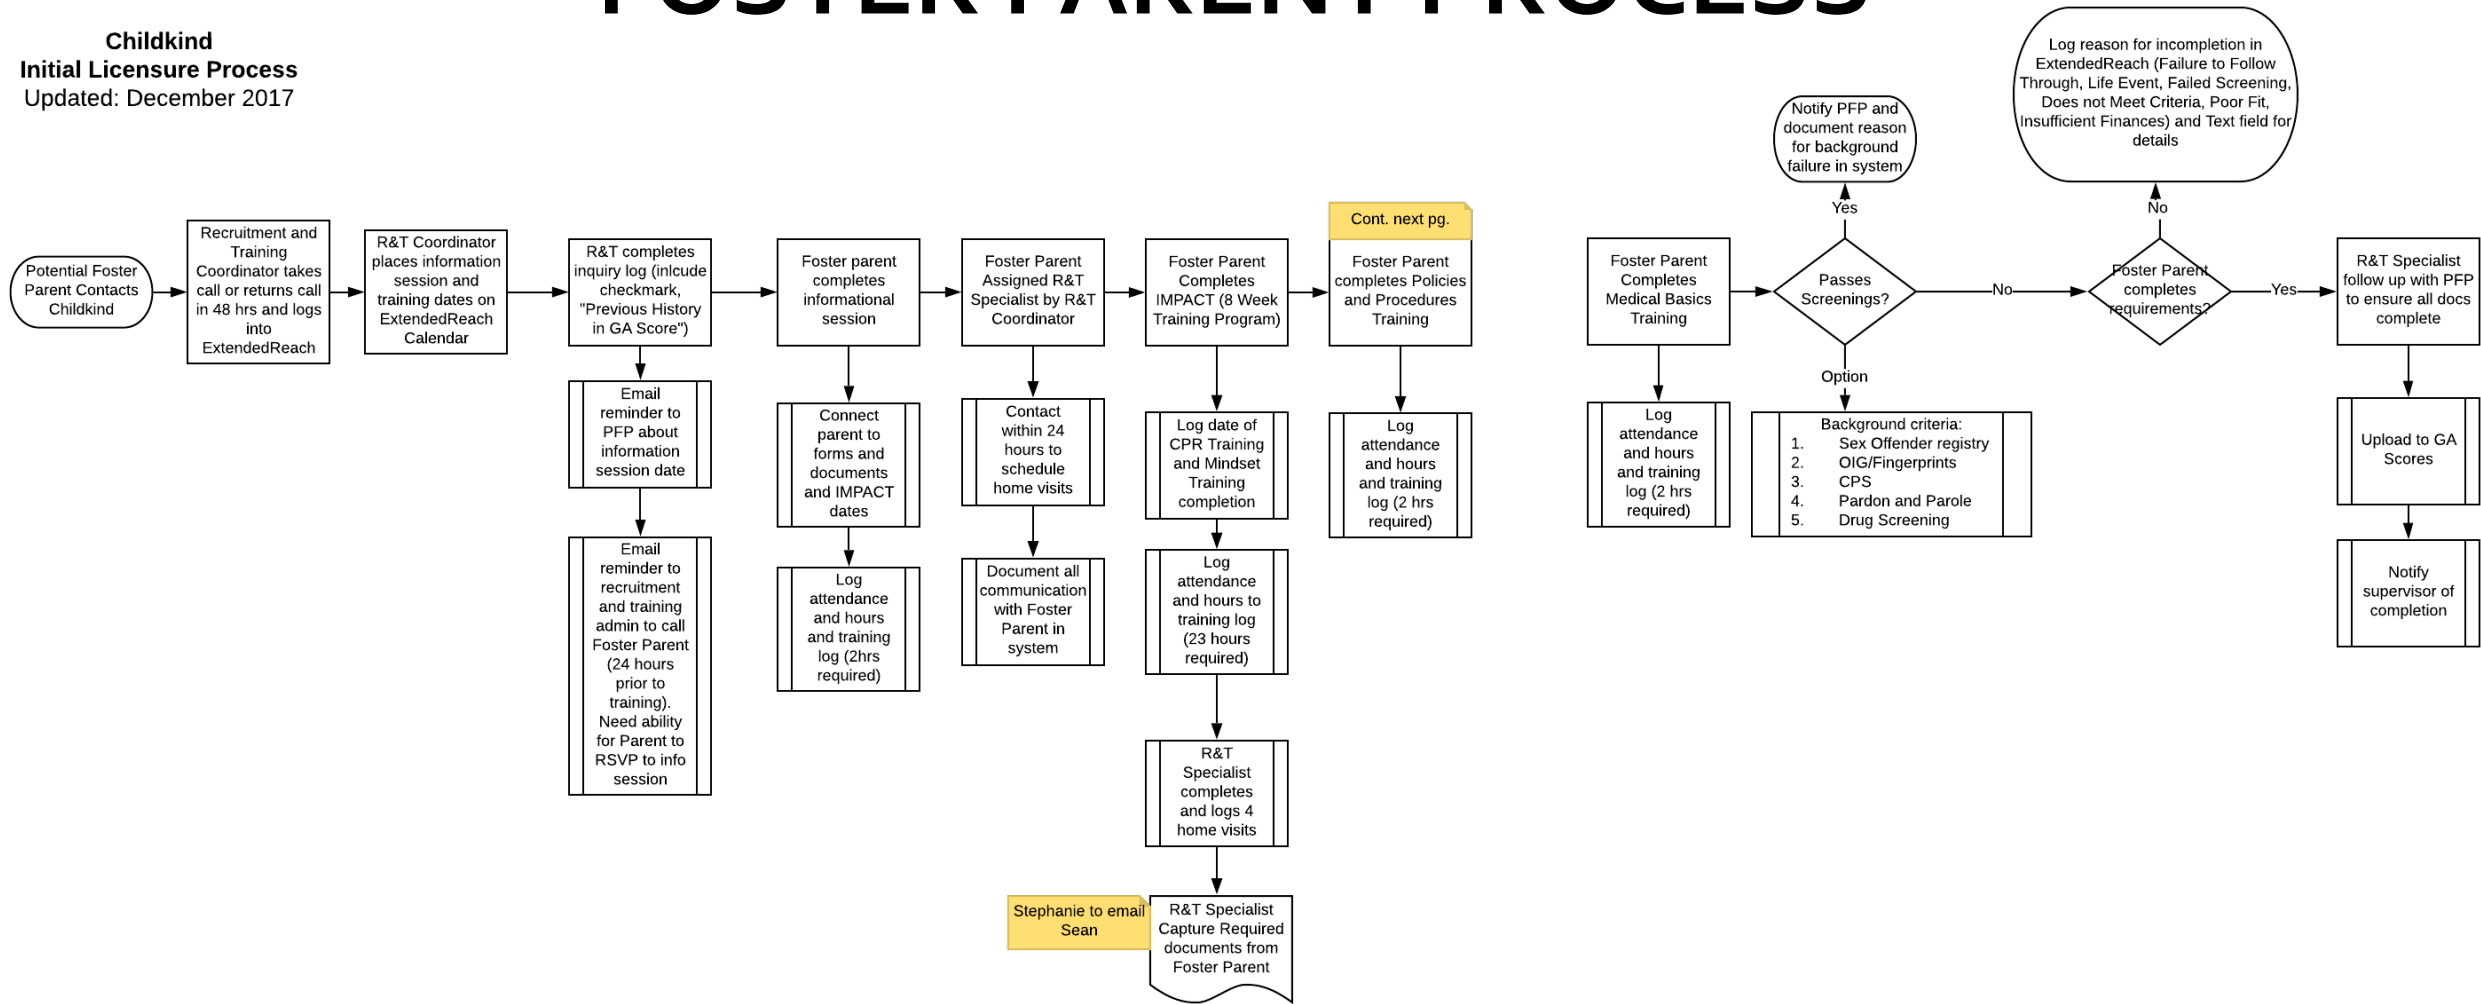 FOSTER PARENT PROCESS
Childkind
Initial Licensure Process
Updated: December 2017
Potential Foster
Parent Contacts
Childkind
Recruitment and
Training
Coordinator takes
call or returns call
in 48 hrs and logs
into
ExtendedReach
R&T Coordinator
places information
session and
training dates on
ExtendedReach
Calendar
R&T completes
inquiry log (inlcude
checkmark,
"Previous History
in GA Score")
Email
reminder to
PFP about
information
session date
Email
reminder to
recruitment
and training
admin to call
Foster Parent
(24 hours
prior to
training).
Need ability
for Parent to
RSVP to info
session
Foster parent
completes
informational
session
Connect
parent to
forms and
documents
and IMPACT
dates
Log
attendance
and hours
and training
log (2hrs
required)
Foster Parent
Assigned R&T
Specialist by R&T
Coordinator
Contact
within 24
hours to
schedule
home visits
Document all
communication
with Foster
Parent in
system
Foster Parent
Completes
IMPACT (8 Week
Training Program)
Log date of
CPR Training
and Mindset
Training
completion
Log
attendance
and hours to
training log
(23 hours
required)
R&T
Specialist
completes
and logs 4
home visits
Stephanie to email
Sean
R&T Specialist
Capture Required
documents from
Foster Parent
Cont. next pg.
Foster Parent
completes Policies
and Procedures
Training
Log
attendance
and hours
and training
log (2 hrs
required)
Foster Parent
Completes
Medical Basics
Training
Log
attendance
and hours
and training
log (2 hrs
required)
Notify PFP and
document reason
for background
failure in system
Yes
Passes
Screenings?
No
Option
Background criteria:
1. Sex Offender registry
2. OIG/Fingerprints
3. CPS
4. Pardon and Parole
5. Drug Screening
Log reason for incompletion in
ExtendedReach (Failure to Follow
Through, Life Event, Failed Screening,
Does not Meet Criteria, Poor Fit,
Insufficient Finances) and Text field for
details
No
Foster Parent
completes
requirements?
Yes
R&T Specialist
follow up with PFP
to ensure all docs
complete
Upload to GA
Scores
Notify
supervisor of
completion